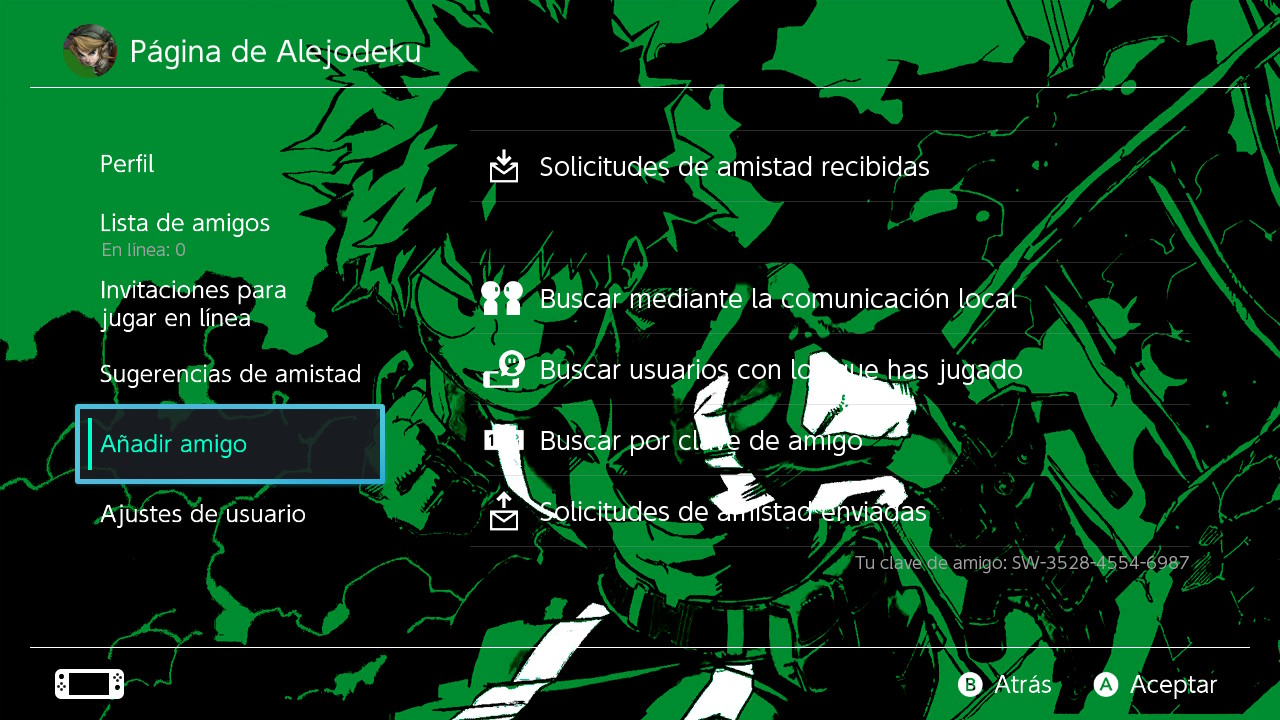 Página de Alejodeku
Perfil
Lista de amigos
En línea: 0
Invitaciones para
jugar en línea
Sugerencias de amistad
Añadir amigo
Ajustes de usuario
Solicitudes de amistad recibidas
Buscar mediante la comunicación local
Buscar usuarios con los que has jugado
Buscar por clave de amigo
Solicitudes de amistad enviadas
Tu clave de amigo: SW-3528-4554-6987
B Atrás
A Aceptar